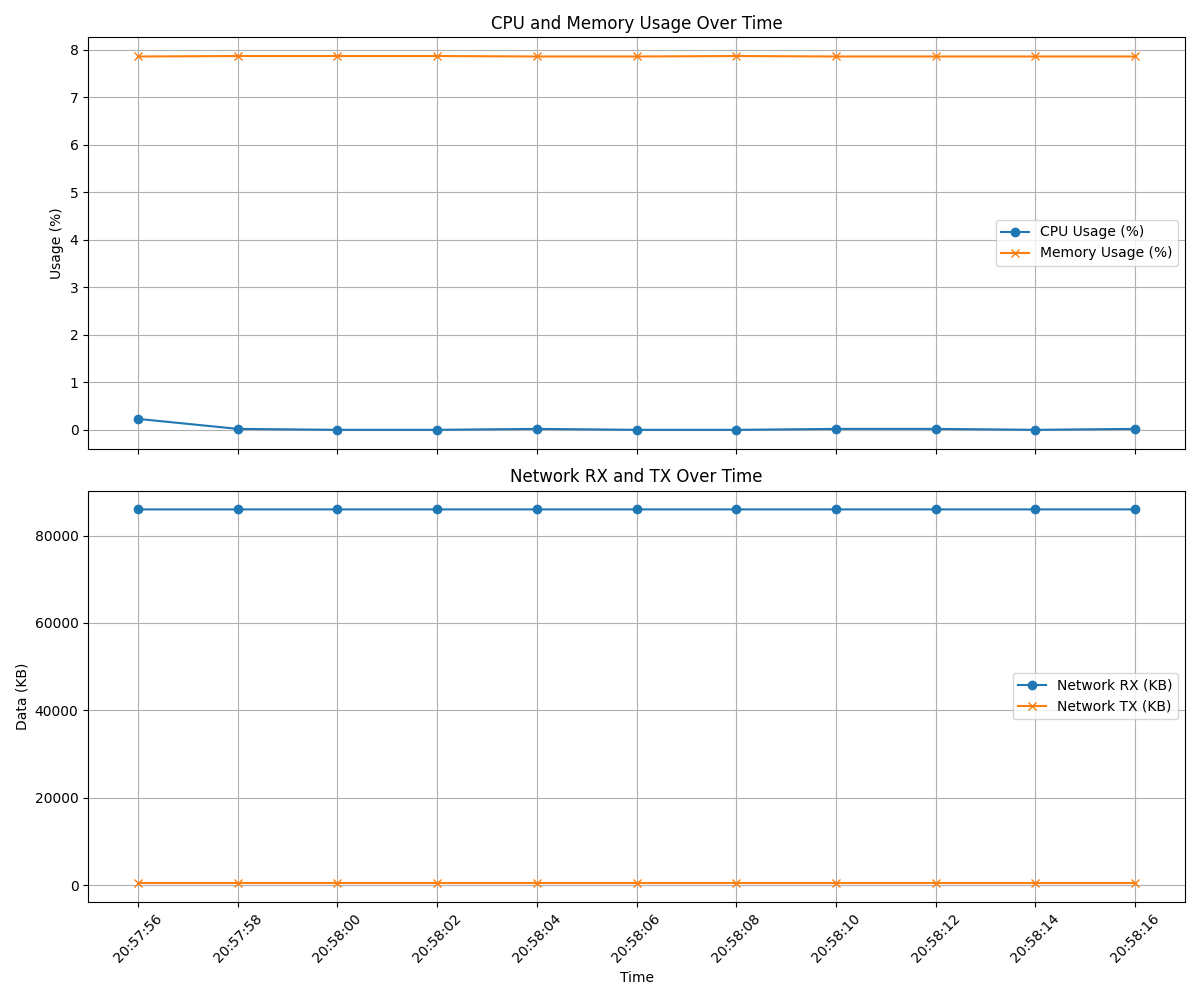 CPU and Memory Usage Over Time
8
7
6
5
4
3
2
1
0
Usage (%)
CPU Usage (%)
Memory Usage (%)
Network RX and TX Over Time
80000
60000
40000
20000
0
Data (KB)
Network RX (KB)
Network TX (KB)
20:57:56
20:57:58
20:58:00
20:58:02
20:58:04
20:58:06
20:58:08
20:58:10
20:58:12
20:58:14
20:58:16
Time